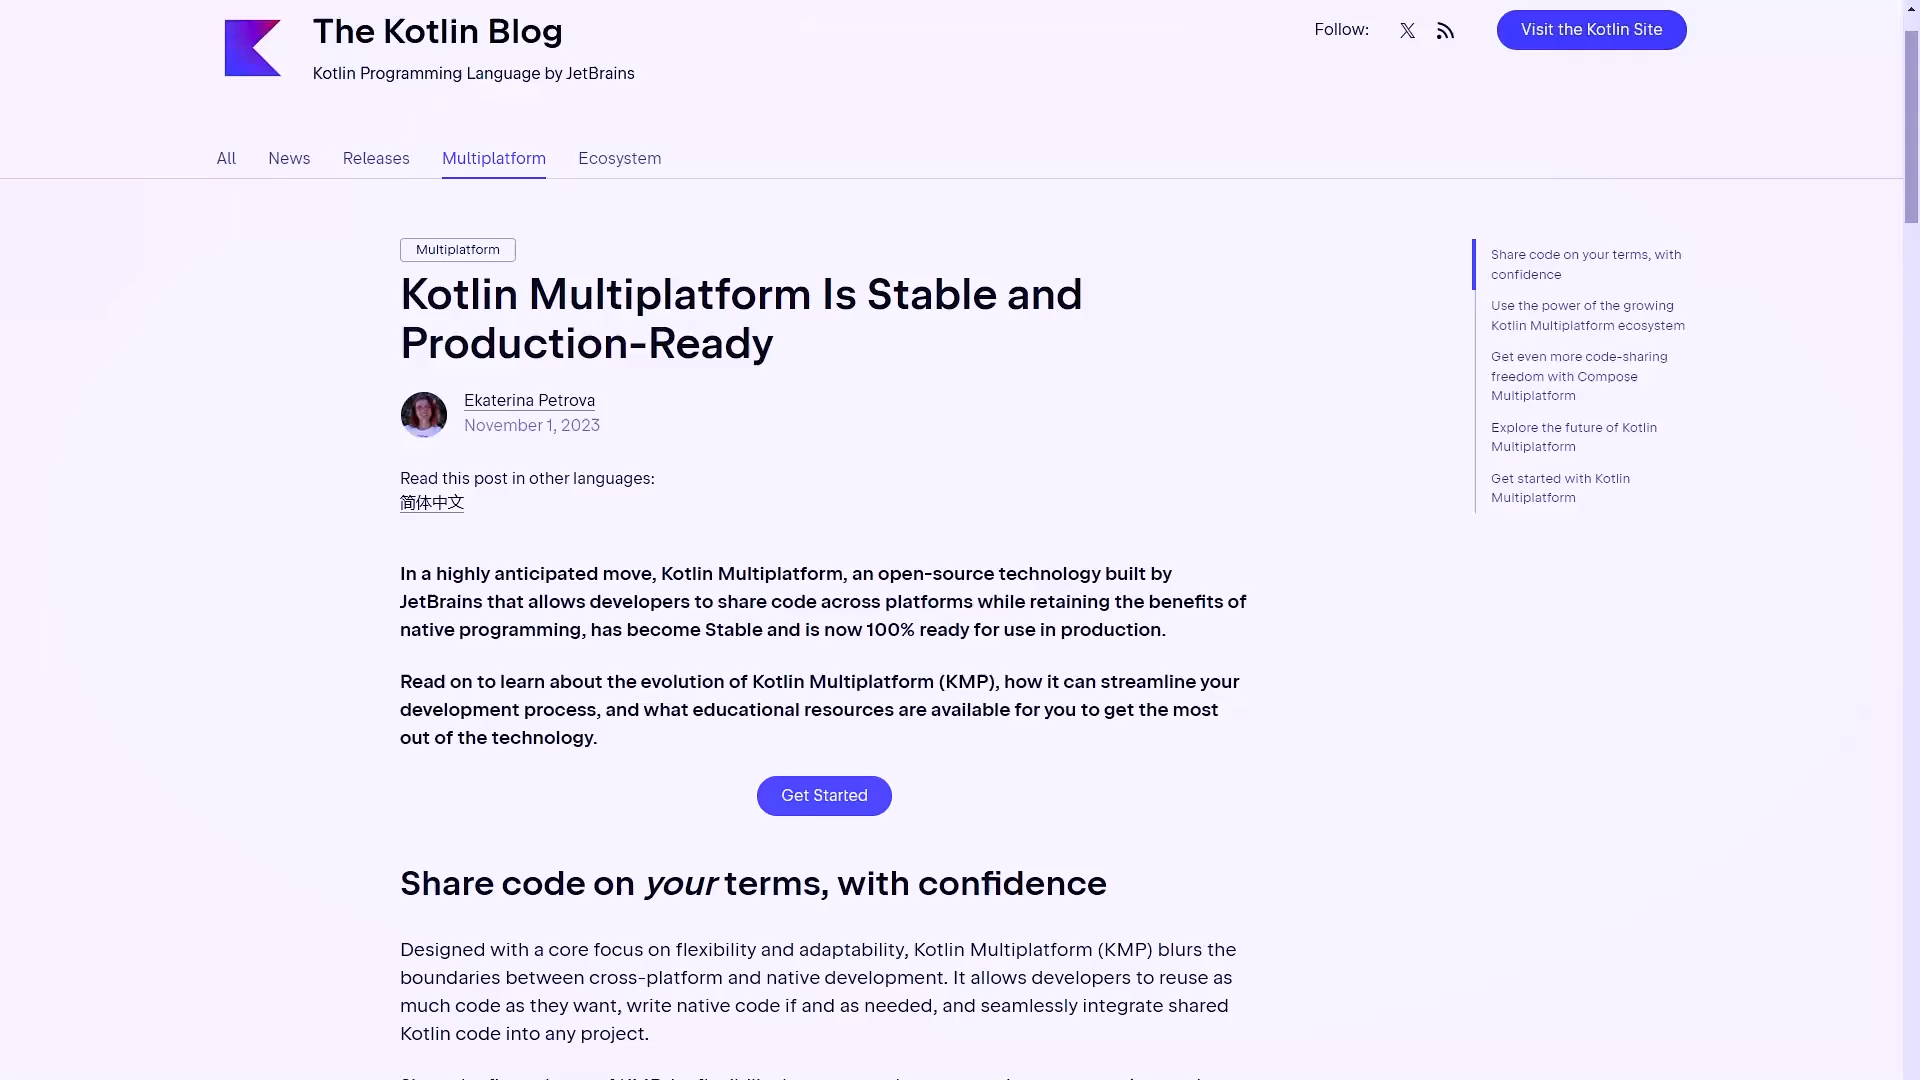 The Kotlin Blog
Kotlin Programming Language by JetBrains
Follow:
Visit the Kotlin Site
All
News
Releases
Multiplatform
Ecosystem
Multiplatform
Kotlin Multiplatform Is Stable and
Production-Ready
Ekaterina Petrova
November 1, 2023
Read this post in other languages:
简体中文
In a highly anticipated move, Kotlin Multiplatform, an open-source technology built by
JetBrains that allows developers to share code across platforms while retaining the benefits of
native programming, has become Stable and is now 100% ready for use in production.
Read on to learn about the evolution of Kotlin Multiplatform (KMP), how it can streamline your
development process, and what educational resources are available for you to get the most
out of the technology.
Get Started
Share code on your terms, with confidence
Designed with a core focus on flexibility and adaptability, Kotlin Multiplatform (KMP) blurs the
boundaries between cross-platform and native development. It allows developers to reuse as
much code as they want, write native code if and as needed, and seamlessly integrate shared
Kotlin code into any project.
Share code on your terms, with
confidence
Use the power of the growing
Kotlin Multiplatform ecosystem
Get even more code-sharing
freedom with Compose
Multiplatform
Explore the future of Kotlin
Multiplatform
Get started with Kotlin
Multiplatform